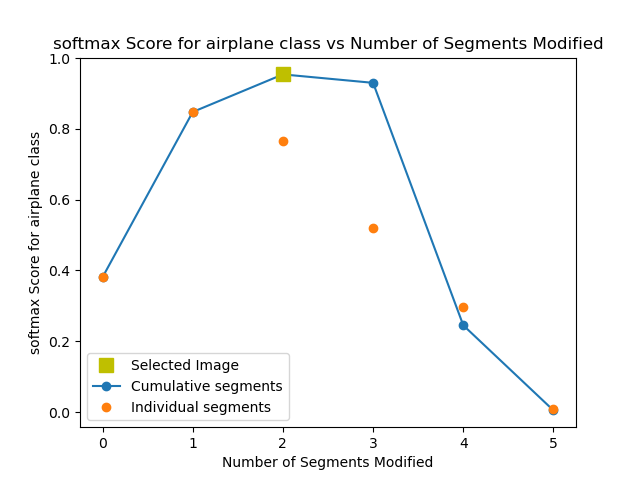 softmax Score for airplane class vs Number of Segments Modified
1.0
0.8
0.6
0.4
0.2
0.0
softmax Score for airplane class
Selected Image
Cumulative segments
Individual segments
0 1 2 3 4 5
Number of Segments Modified